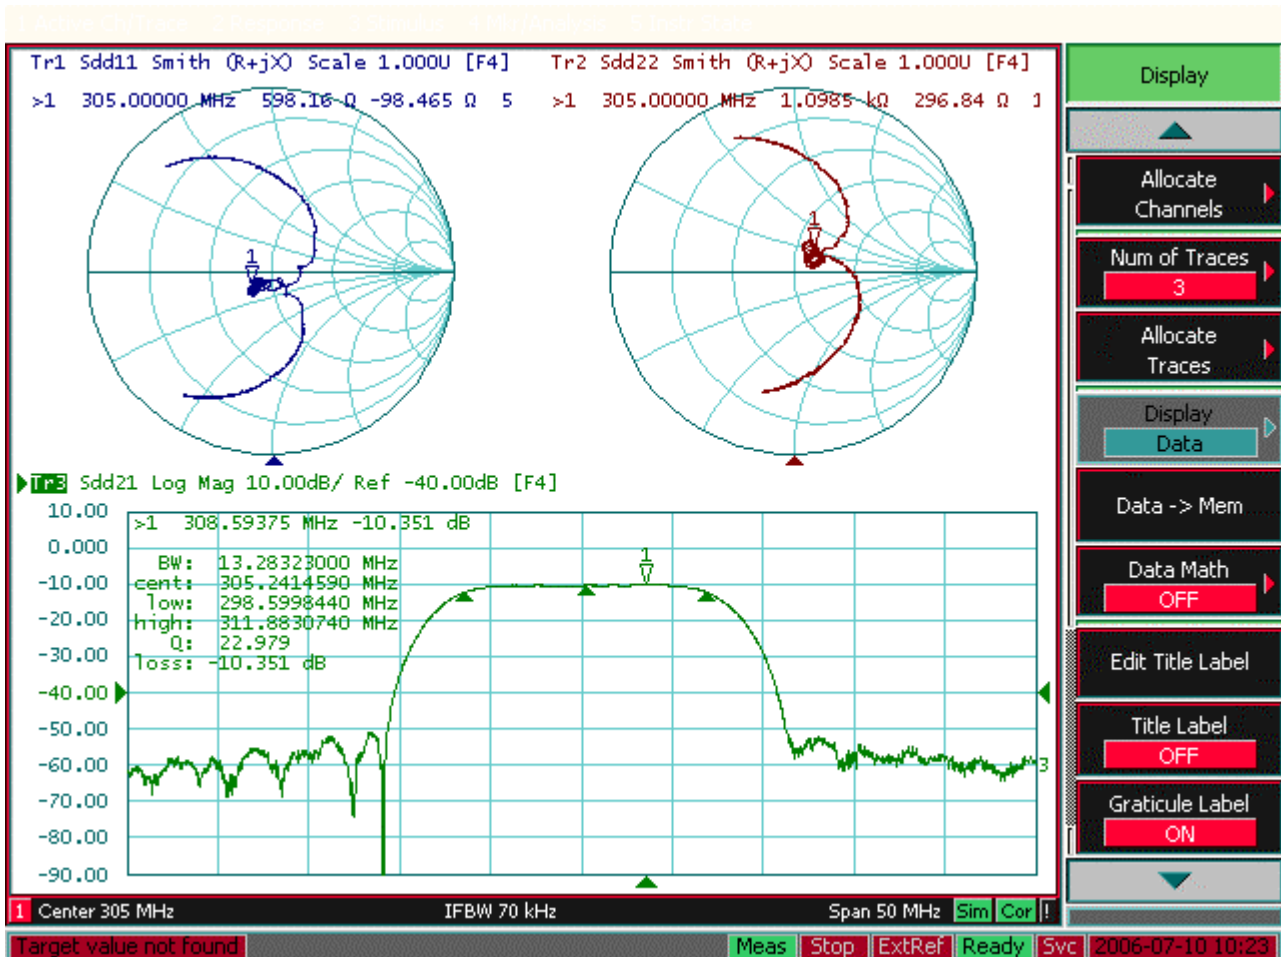 Tr1 Sdd11 Smith (R+jX) Scale 1.000U [F4]
>1 305.00000 MHz 598.16 Ω -98.465 Ω 5
Tr2 Sdd22 Smith (R+jX) Scale 1.000U [F4]
>1 305.00000 MHz 1.0985 kΩ 296.84 Ω 1
1
1
Tr3 Sdd21 Log Mag 10.00dB/ Ref -40.00dB [F4]
10.00
0.000
-10.00
-20.00
-30.00
-40.00
-50.00
-60.00
-70.00
-80.00
-90.00
>1 308.59375 MHz -10.351 dB
BW: 13.28323000 MHz
cent: 305.2414590 MHz
low: 298.5998440 MHz
high: 311.8830740 MHz
Q: 22.979
loss: -10.351 dB
1
3
1 Center 305 MHz
IFBW 70 kHz
Span 50 MHz Sim Cor !
Target value not found
Meas Stop ExtRef Ready Svc 2006-07-10 10:23
Display
Allocate
Channels
Num of Traces
3
Allocate
Traces
Display
Data
Data -> Mem
Data Math
OFF
Edit Title Label
Title Label
OFF
Graticule Label
ON